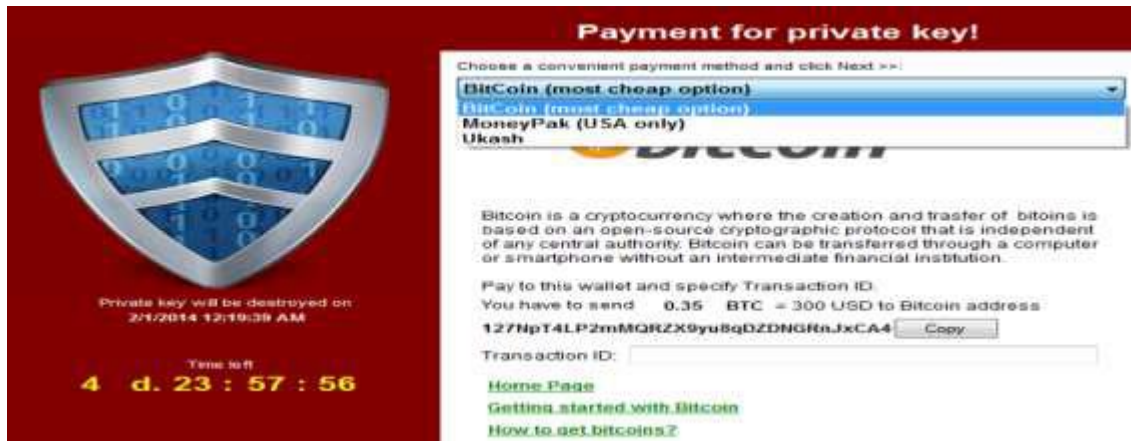 Payment for private key!
Choose a convenient payment method and click Next >>:
BitCoin (most cheap option)
BitCoin (most cheap option)
MoneyPak (USA only)
Ukash
bitcoin
Bitcoin is a cryptocurrency where the creation and trasfer of bitoins is
based on an open-source cryptographic protocol that is independent
of any central authority. Bitcoin can be transferred through a computer
or smartphone without an intermediate financial institution.
Pay to this wallet and specify Transaction ID.
You have to send 0.35 BTC = 300 USD to Bitcoin address
Copy
Transaction ID:
Home Page
Getting started with Bitcoin
How to get bitcoins?
Private key will be destroyed on
2/1/2014 12:19:39 AM
Time left
4 d. 23 : 57 : 56